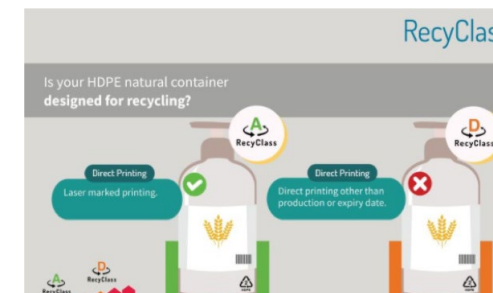 RecyClas
Is your HDPE natural container
designed for recycling?
A
RecyClass
D
RecyClass
Direct Printing
Laser marked printing.
Direct Printing
Direct printing other than
production or expiry date.
A
RecyClass
D
RecyClass